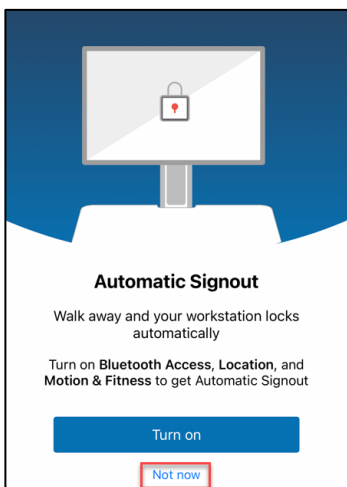 Automatic Signout
Walk away and your workstation locks
automatically
Turn on Bluetooth Access, Location, and
Motion & Fitness to get Automatic Signout
Turn on
Not now